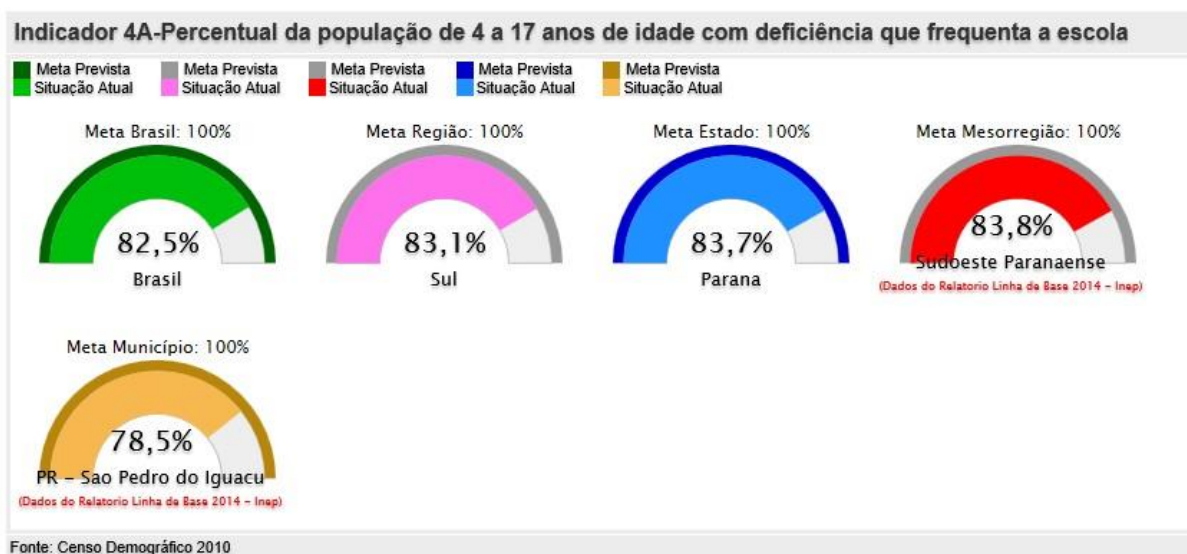 Indicador 4A-Percentual da população de 4 a 17 anos de idade com deficiência que frequenta a escola
Meta Prevista Meta Prevista Meta Prevista Meta Prevista Meta Prevista
Situação Atual Situação Atual Situação Atual Situação Atual Situação Atual
Meta Brasil: 100%
82,5%
Brasil
Meta Região: 100%
83,1%
Sul
Meta Estado: 100%
83,7%
Parana
Meta Mesorregião: 100%
83,8%
Sudoeste Paranaense
(Dados do Relatorio Linha de Base 2014 - Inep)
Meta Município: 100%
78,5%
PR - Sao Pedro do Iguacu
(Dados do Relatorio Linha de Base 2014 - Inep)
Fonte: Censo Demográfico 2010